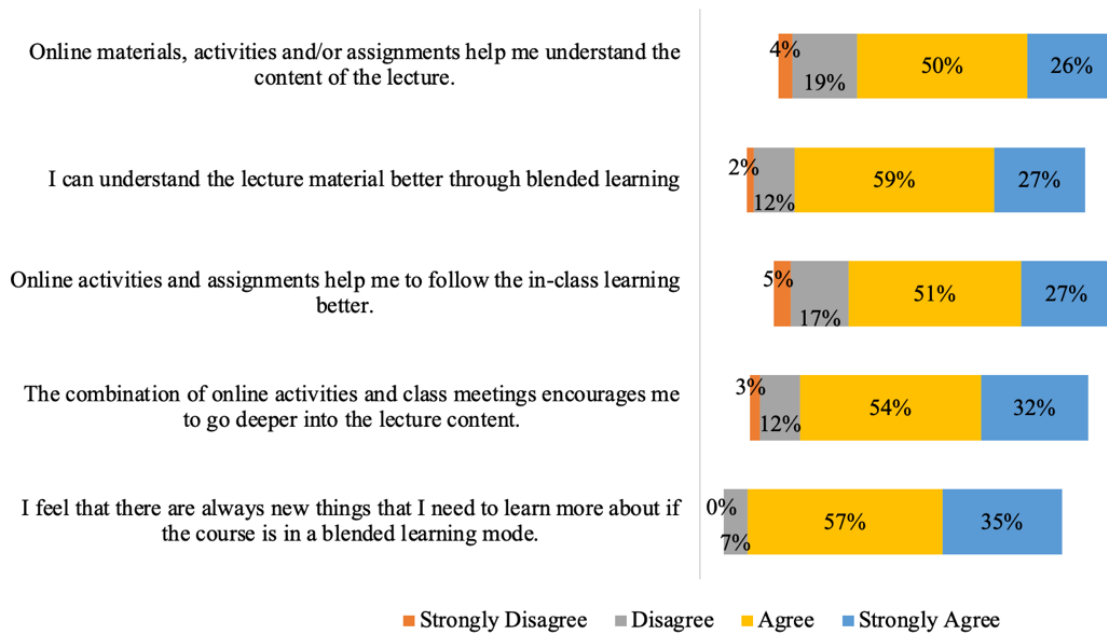 Online materials, activities and/or assignments help me understand the
content of the lecture.
4%
19%
50%
26%
I can understand the lecture material better through blended learning
2%
12%
59%
27%
Online activities and assignments help me to follow the in-class learning
better.
5%
17%
51%
27%
The combination of online activities and class meetings encourages me
to go deeper into the lecture content.
3%
12%
54%
32%
I feel that there are always new things that I need to learn more about if
the course is in a blended learning mode.
0%
7%
57%
35%
Strongly Disagree Disagree Agree Strongly Agree